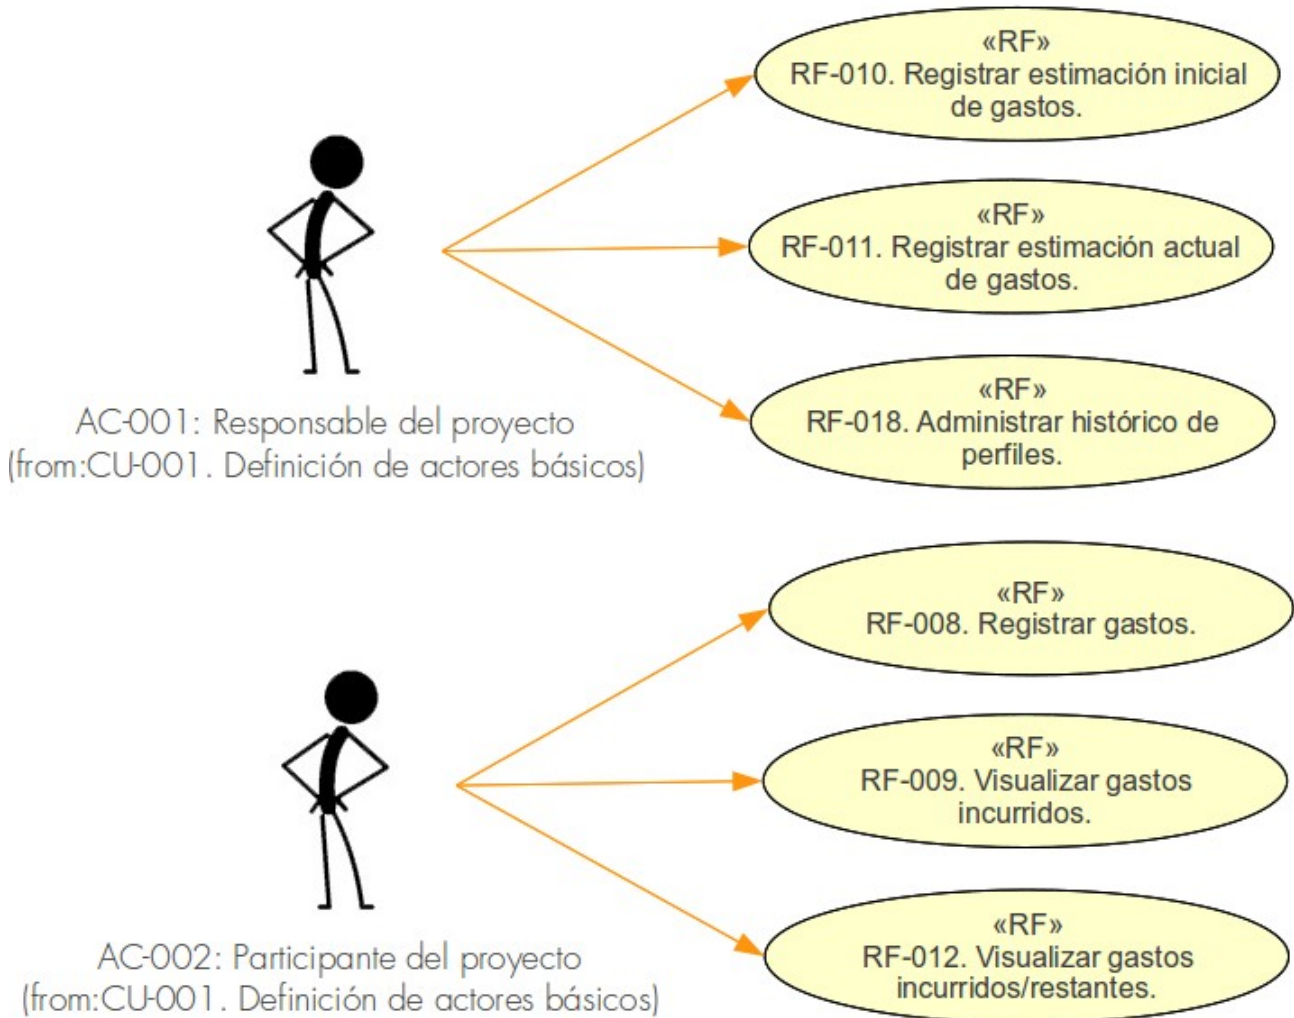 «RF»
RF-010. Registrar estimación inicial
de gastos.
«RF»
RF-011. Registrar estimación actual
de gastos.
«RF»
RF-018. Administrar histórico de
perfiles.
AC-001: Responsable del proyecto
(from:CU-001. Definición de actores básicos)
«RF»
RF-008. Registrar gastos.
«RF»
RF-009. Visualizar gastos
incurridos.
«RF»
RF-012. Visualizar gastos
incurridos/restantes.
AC-002: Participante del proyecto
(from:CU-001. Definición de actores básicos)